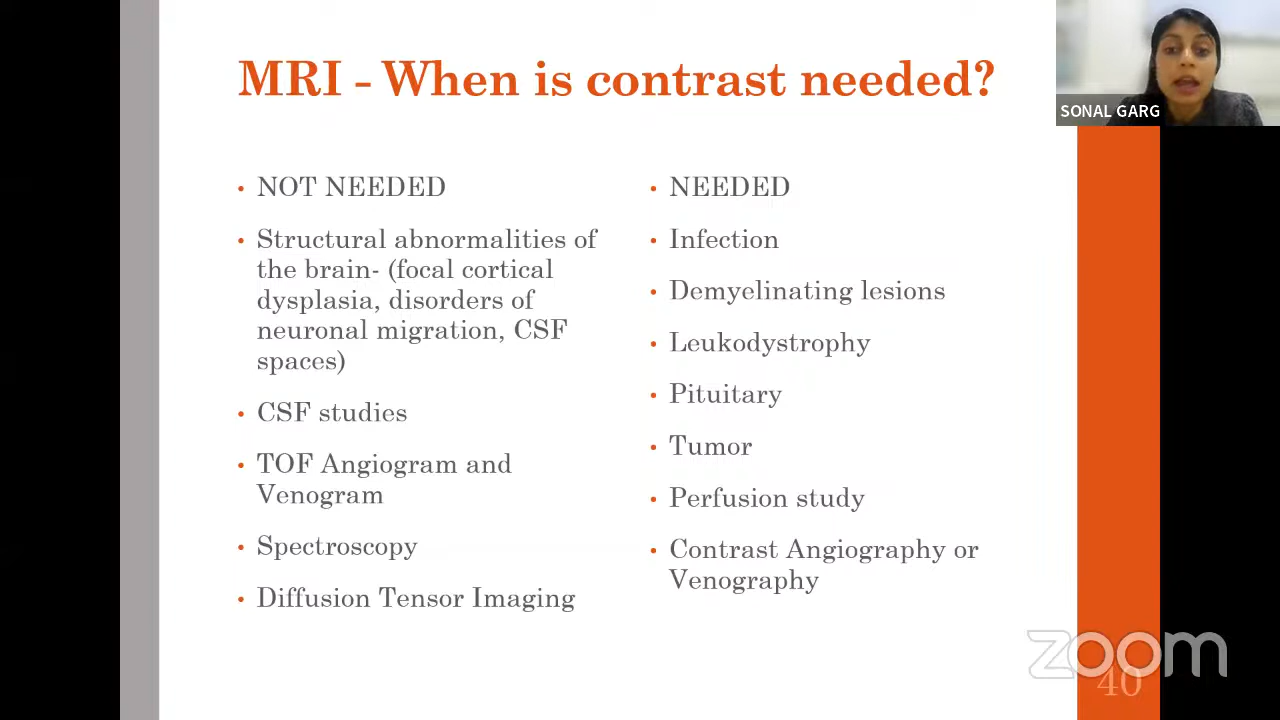 MRI - When is contrast needed?
SONAL GARG
• NOT NEEDED
• Structural abnormalities of
the brain- (focal cortical
dysplasia, disorders of
neuronal migration, CSF
spaces)
• CSF studies
• TOF Angiogram and
Venogram
• Spectroscopy
• Diffusion Tensor Imaging
• NEEDED
• Infection
• Demyelinating lesions
• Leukodystrophy
• Pituitary
• Tumor
• Perfusion study
• Contrast Angiography or
Venography
zoom
40